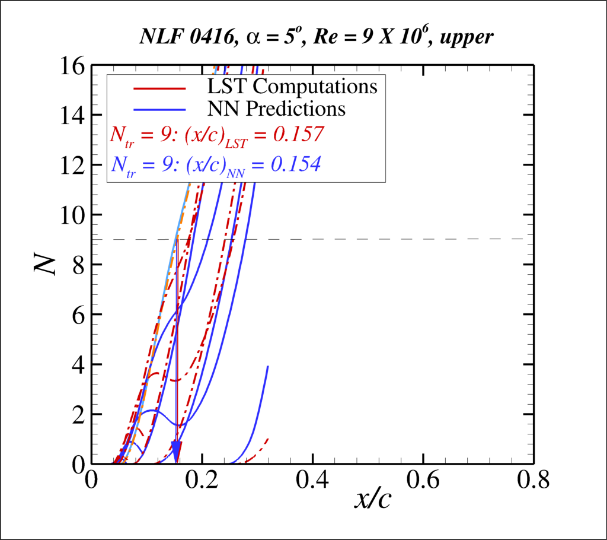 NLF 0416, α = 5°, Re = 9 X 10⁶, upper
16
LST Computations
NN Predictions
14
N_tr = 9: (x/c)_LST = 0.157
12
N_tr = 9: (x/c)_NN = 0.154
10
N
8
6
4
2
0
0 0.2 0.4 0.6 0.8
x/c